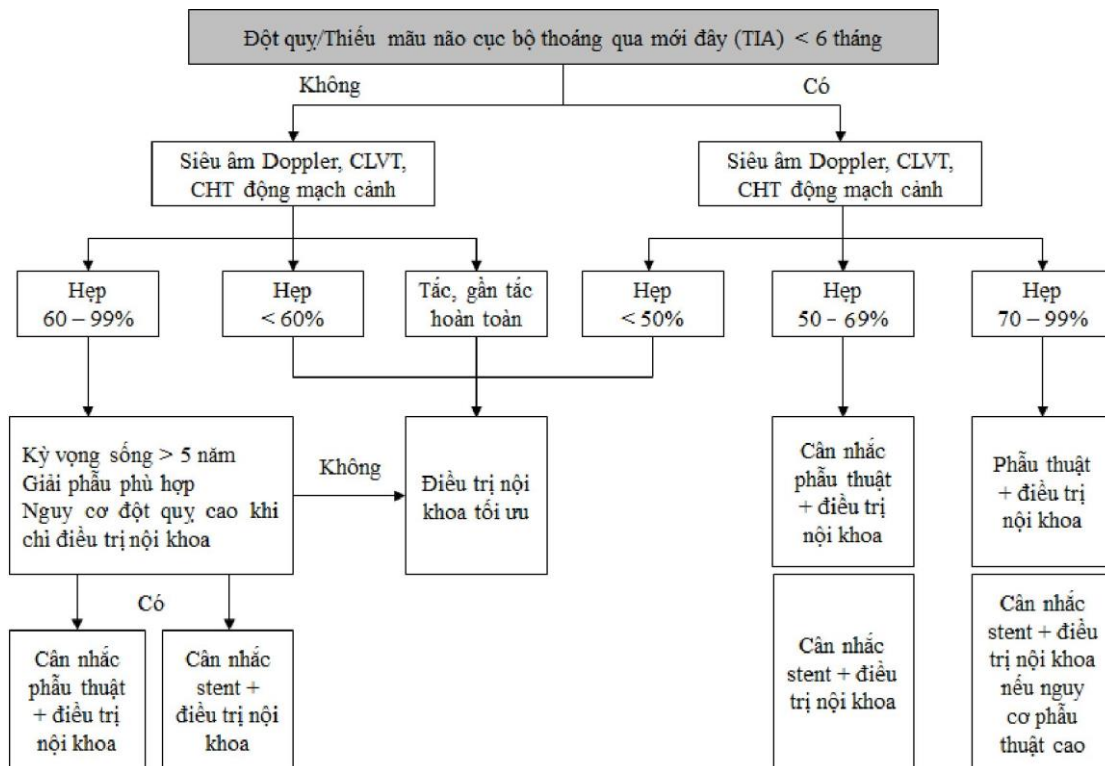 Đột quỵ/Thiếu mãu não cục bộ thoáng qua mới đây (TIA) < 6 tháng
Không
Có
Siêu âm Doppler, CLVT,
CHT động mạch cảnh
Siêu âm Doppler, CLVT,
CHT động mạch cảnh
Hẹp
60 – 99%
Hẹp
< 60%
Tắc, gần tắc
hoàn toàn
Hẹp
< 50%
Hẹp
50 - 69%
Hẹp
70 – 99%
Kỳ vọng sống > 5 năm
Giải phẫu phù hợp
Nguy cơ đột quỵ cao khi
chỉ điều trị nội khoa
Không
Điều trị nội
khoa tối ưu
Cân nhắc
phẫu thuật
+ điều trị
nội khoa
Phẫu thuật
+ điều trị
nội khoa
Có
Cân nhắc
phẫu thuật
+ điều trị
nội khoa
Cân nhắc
stent +
điều trị nội
khoa
Cân nhắc
stent + điều
trị nội khoa
Cân nhắc
stent + điều
trị nội khoa
nếu nguy
cơ phẫu
thuật cao